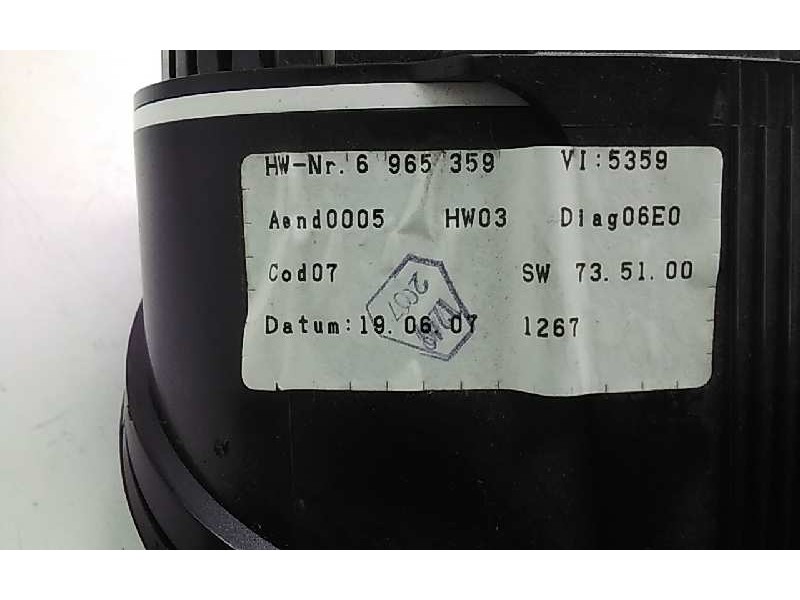 HW-Nr. 6 965 359 VI:5359
Aend0005 HW03 Diag06E0
Cod07 SW 73.51.00
2007
Datum:19.06.07 1267